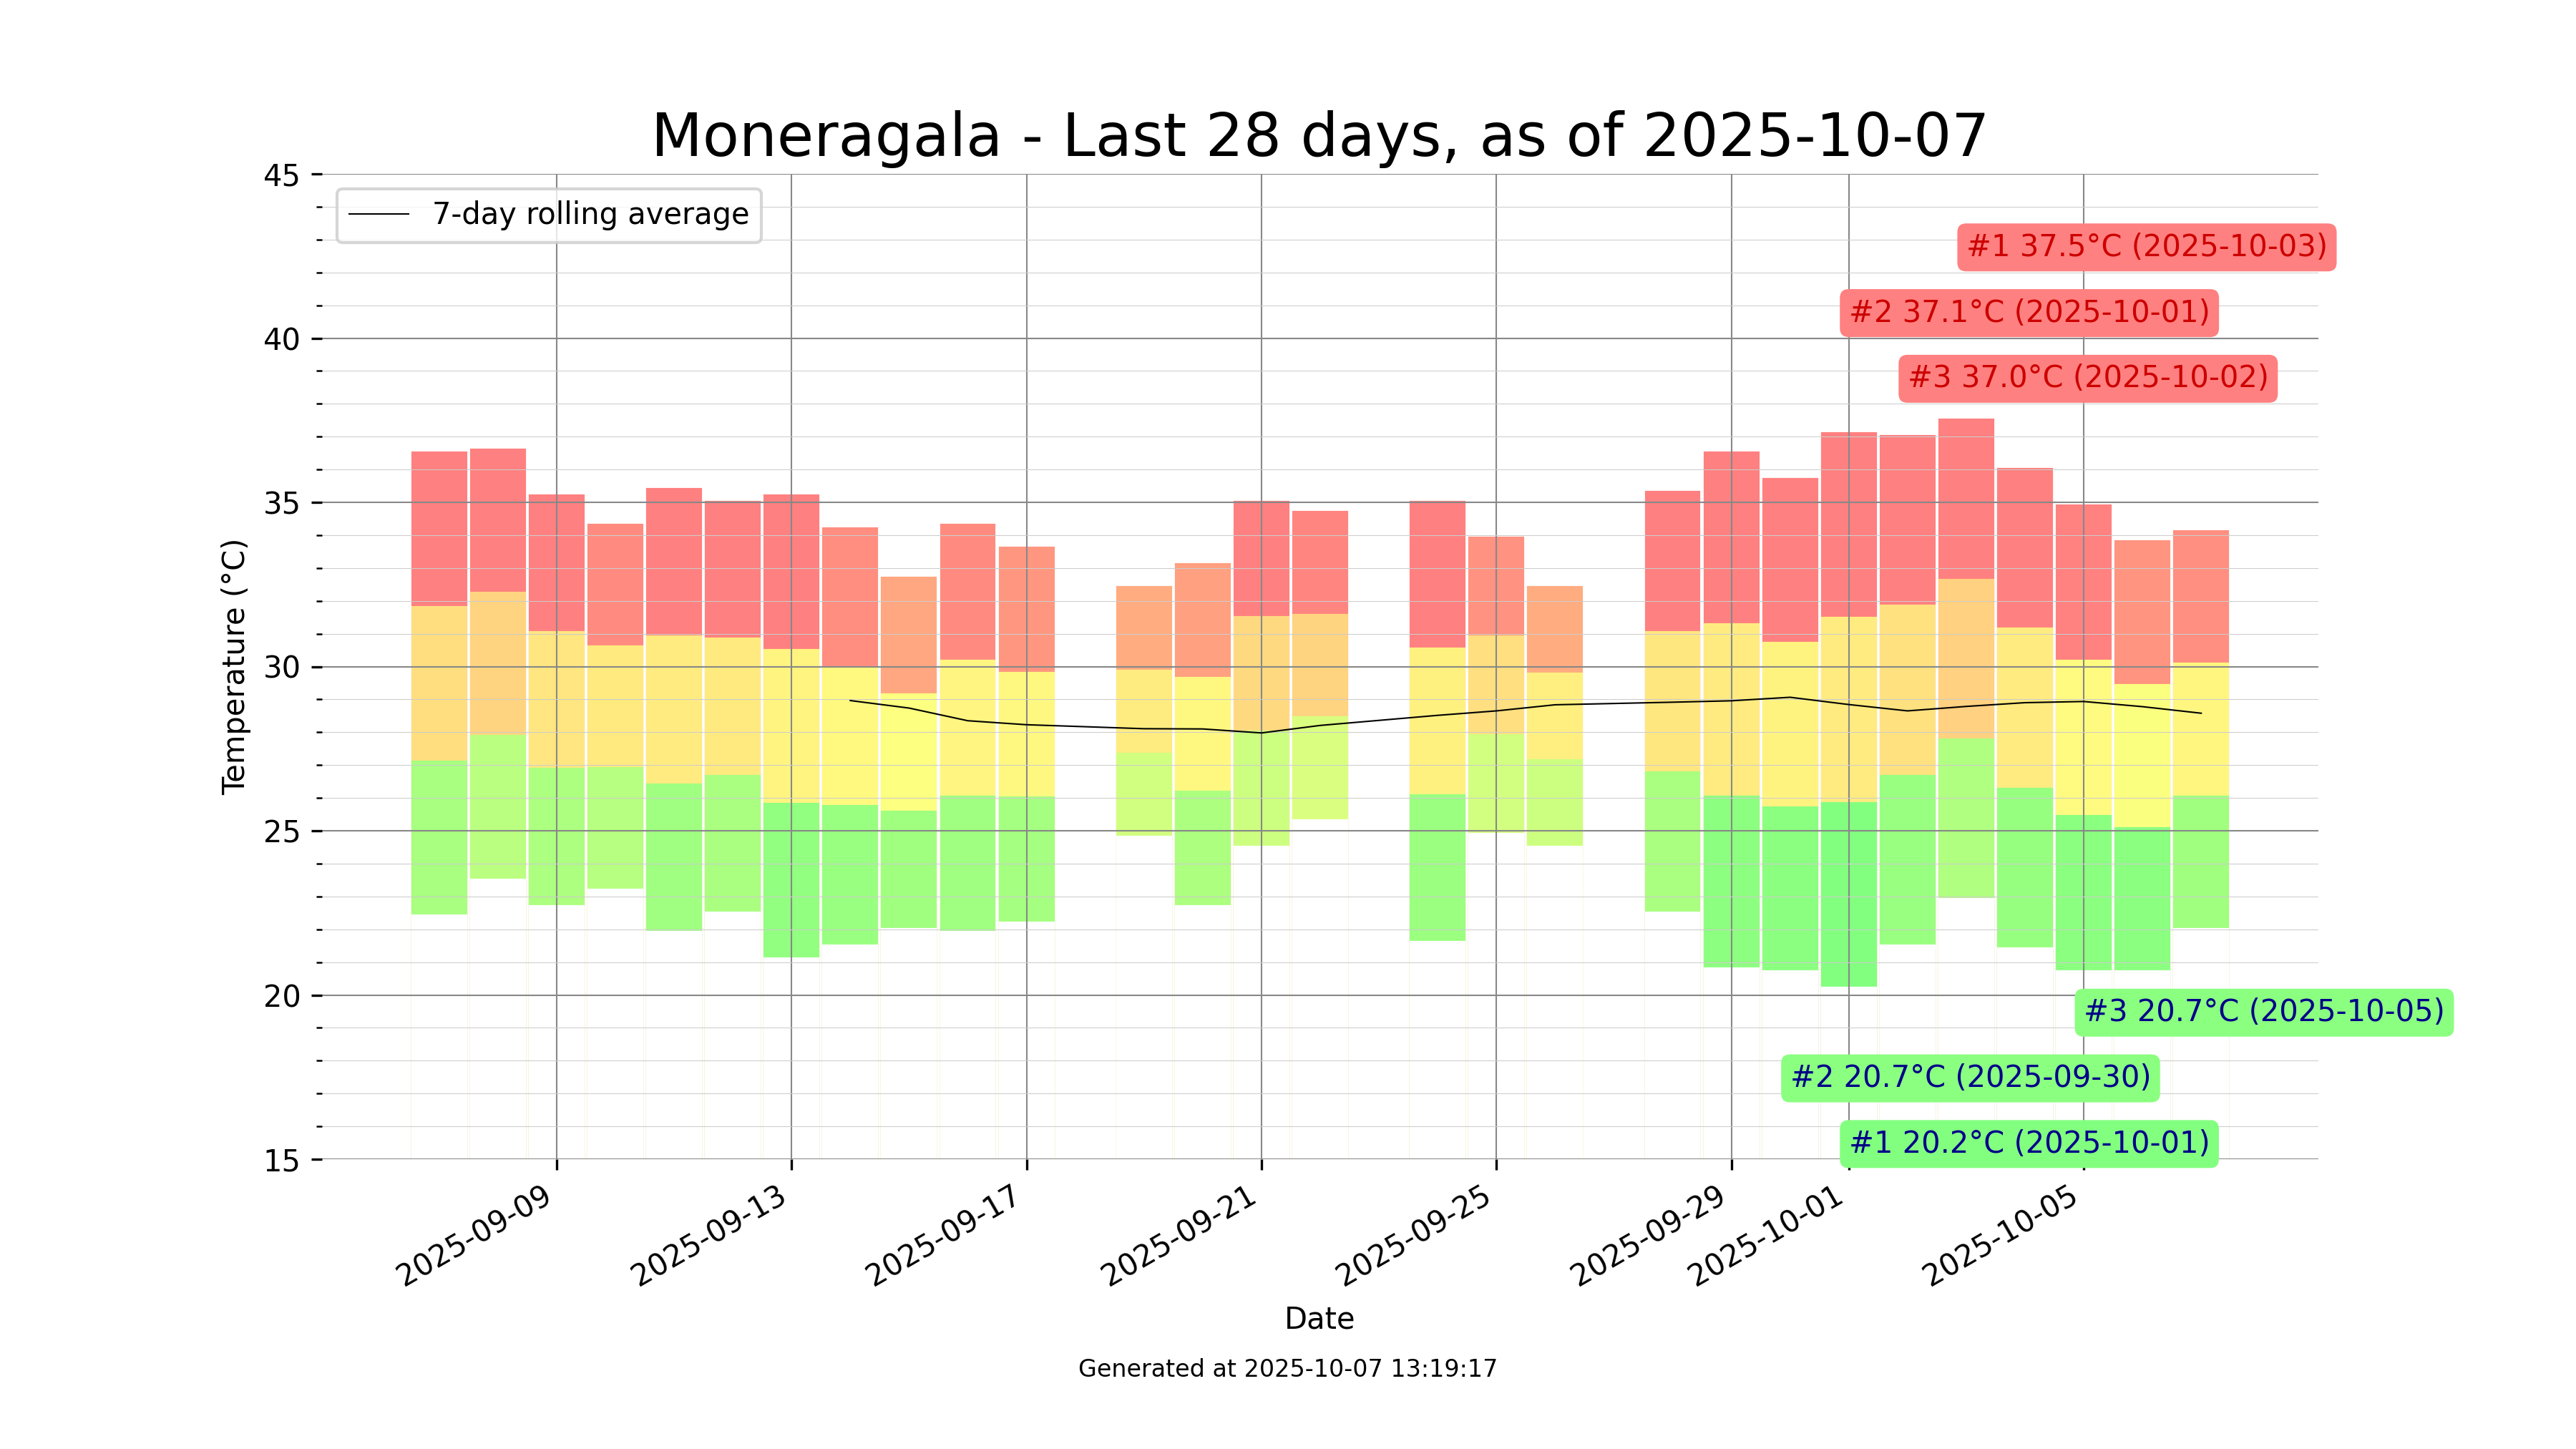 Moneragala - Last 28 days, as of 2025-10-07
45
7-day rolling average
#1 37.5°C (2025-10-03)
#2 37.1°C (2025-10-01)
40
#3 37.0°C (2025-10-02)
35
Temperature (°C)
30
25
20
#3 20.7°C (2025-10-05)
#2 20.7°C (2025-09-30)
#1 20.2°C (2025-10-01)
15
2025-09-09
2025-09-13
2025-09-17
2025-09-21
2025-09-25
2025-09-29
2025-10-01
2025-10-05
Date
Generated at 2025-10-07 13:19:17